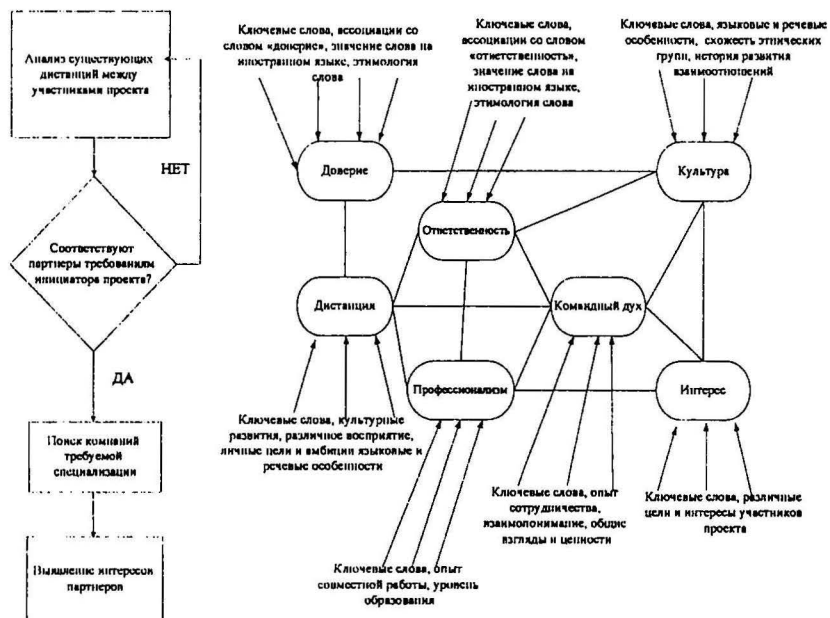 Анализ существующих
дистанций между
участниками проекта
НЕТ
Соответствуют
партнеры требованиям
инициатора проекта?
ДА
Поиск компаний
требуемой
специализации
Выявление интересов
партнеров
Ключевые слова, ассоциации со
словом «доверие», значение слова на
иностранном языке, этимология
слова
Ключевые слова,
ассоциации со словом
«ответственность»,
значение слова на
иностранном языке,
этимология слова
Ключевые слова, языковые и речевые
особенности, схожесть этнических
групп, история развития
взаимоотношений
Доверие
Культура
Ответственность
Дистанция
Командный дух
Профессионализм
Интерес
Ключевые слова, культурные
развития, различное восприятие,
личные цели и амбиции языковые и
речевые особенности
Ключевые слова, опыт
сотрудничества,
взаимопонимание, общие
взгляды и ценности
Ключевые слова, различные
цели и интересы участников
проекта
Ключевые слова, опыт
совместной работы, уровень
образования